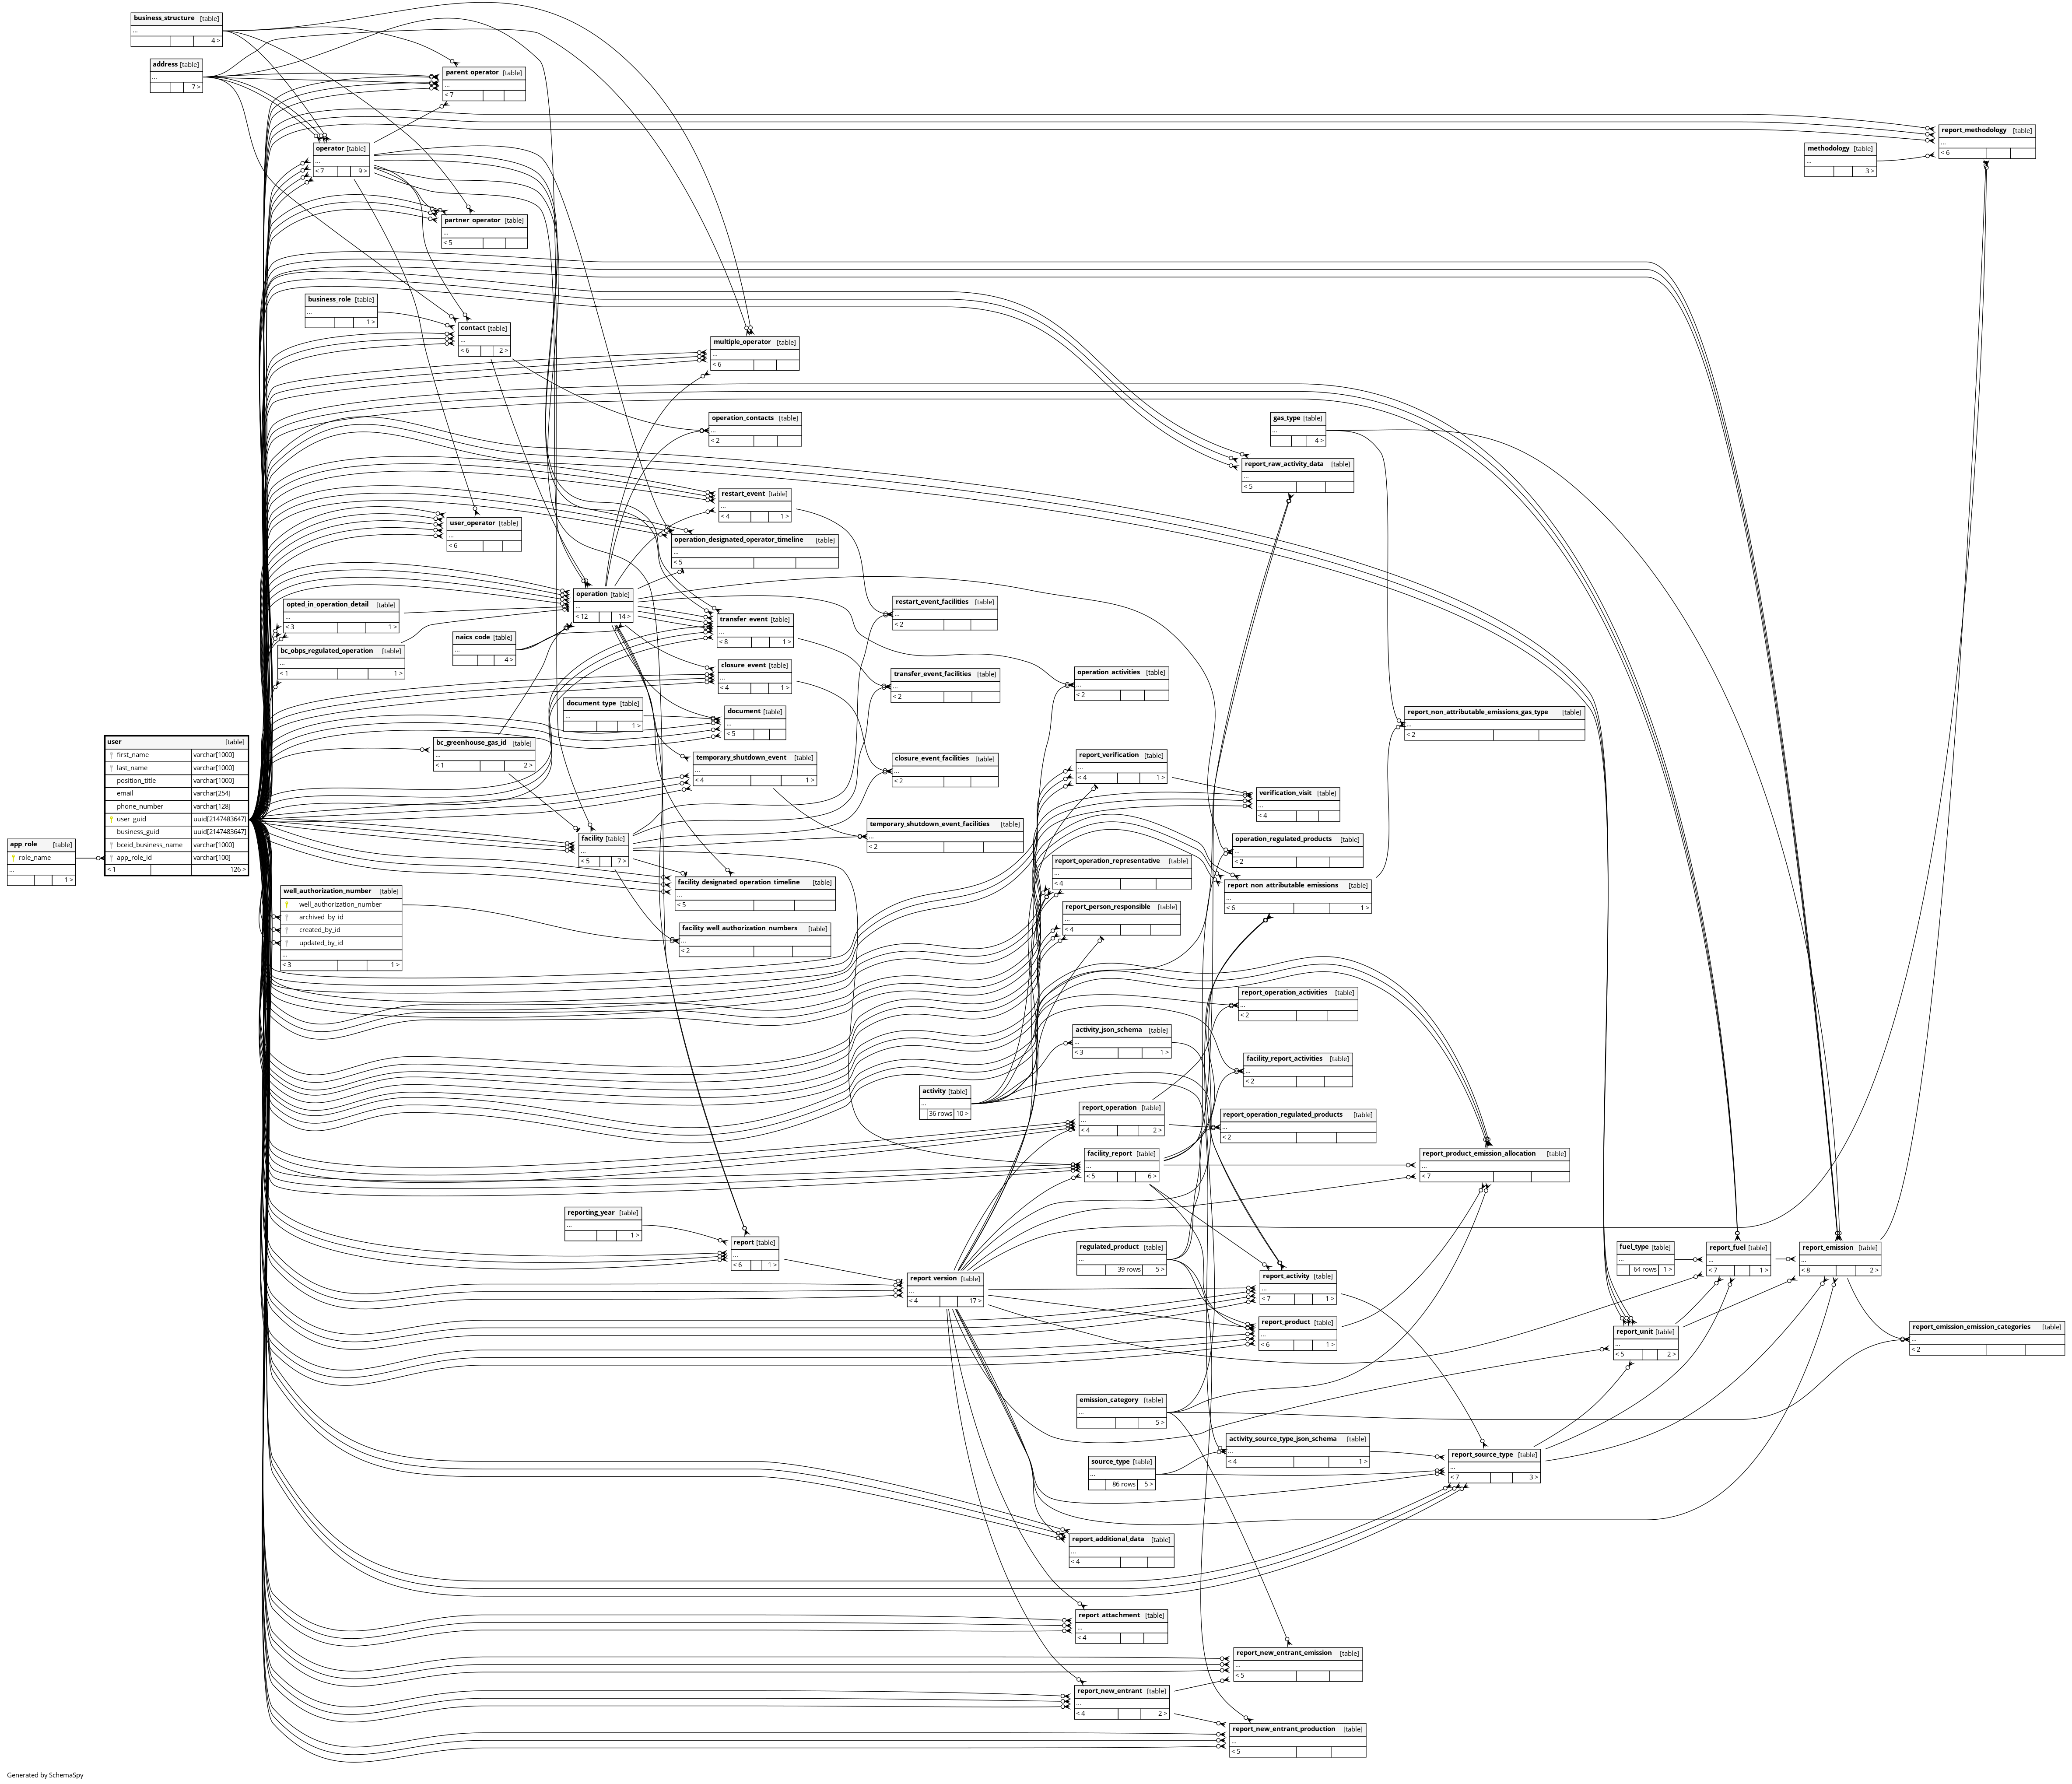 business_structure [table]
...
4 >
address [table]
...
7 >
parent_operator [table]
...
< 7
operator [table]
...
< 7 9 >
report_methodology [table]
...
< 6
methodology [table]
...
3 >
partner_operator [table]
...
< 5
business_role [table]
...
1 >
contact [table]
...
< 6 2 >
multiple_operator [table]
...
< 6
operation_contacts [table]
...
< 2
gas_type [table]
...
4 >
report_raw_activity_data [table]
...
< 5
restart_event [table]
...
< 4 1 >
user_operator [table]
...
< 6
operation_designated_operator_timeline [table]
...
< 5
operation [table]
...
< 12 14 >
opted_in_operation_detail [table]
...
< 3 1 >
restart_event_facilities [table]
...
< 2
transfer_event [table]
...
< 8 1 >
naics_code [table]
...
4 >
bc_obps_regulated_operation [table]
...
< 1 1 >
closure_event [table]
...
< 4 1 >
transfer_event_facilities [table]
...
< 2
operation_activities [table]
...
< 2
document_type [table]
...
1 >
document [table]
...
< 5
report_non_attributable_emissions_gas_type [table]
...
< 2
user [table]
first_name varchar[1000]
last_name varchar[1000]
position_title varchar[1000]
email varchar[254]
phone_number varchar[128]
user_guid uuid[2147483647]
business_guid uuid[2147483647]
bceid_business_name varchar[1000]
app_role_id varchar[100]
< 1 126 >
bc_greenhouse_gas_id [table]
...
< 1 2 >
temporary_shutdown_event [table]
...
< 4 1 >
closure_event_facilities [table]
...
< 2
report_verification [table]
...
< 4 1 >
verification_visit [table]
...
< 4
app_role [table]
role_name
...
1 >
facility [table]
...
< 5 7 >
temporary_shutdown_event_facilities [table]
...
< 2
operation_regulated_products [table]
...
< 2
report_operation_representative [table]
...
< 4
facility_designated_operation_timeline [table]
...
< 5
report_non_attributable_emissions [table]
...
< 6 1 >
well_authorization_number [table]
well_authorization_number
archived_by_id
created_by_id
updated_by_id
...
< 3 1 >
report_person_responsible [table]
...
< 4
facility_well_authorization_numbers [table]
...
< 2
report_operation_activities [table]
...
< 2
activity_json_schema [table]
...
< 3 1 >
facility_report_activities [table]
...
< 2
activity [table]
...
36 rows 10 >
report_operation [table]
...
< 4 2 >
report_operation_regulated_products [table]
...
< 2
facility_report [table]
...
< 5 6 >
report_product_emission_allocation [table]
...
< 7
reporting_year [table]
...
1 >
report [table]
...
< 6 1 >
regulated_product [table]
...
39 rows 5 >
fuel_type [table]
...
64 rows 1 >
report_fuel [table]
...
< 7 1 >
report_emission [table]
...
< 8 2 >
report_version [table]
...
< 4 17 >
report_activity [table]
...
< 7 1 >
report_product [table]
...
< 6 1 >
report_unit [table]
...
< 5 2 >
report_emission_emission_categories [table]
...
< 2
emission_category [table]
...
5 >
activity_source_type_json_schema [table]
...
< 4 1 >
source_type [table]
...
86 rows 5 >
report_source_type [table]
...
< 7 3 >
report_additional_data [table]
...
< 4
report_attachment [table]
...
< 4
report_new_entrant_emission [table]
...
< 5
report_new_entrant [table]
...
< 4 2 >
report_new_entrant_production [table]
...
< 5
Generated by SchemaSpy